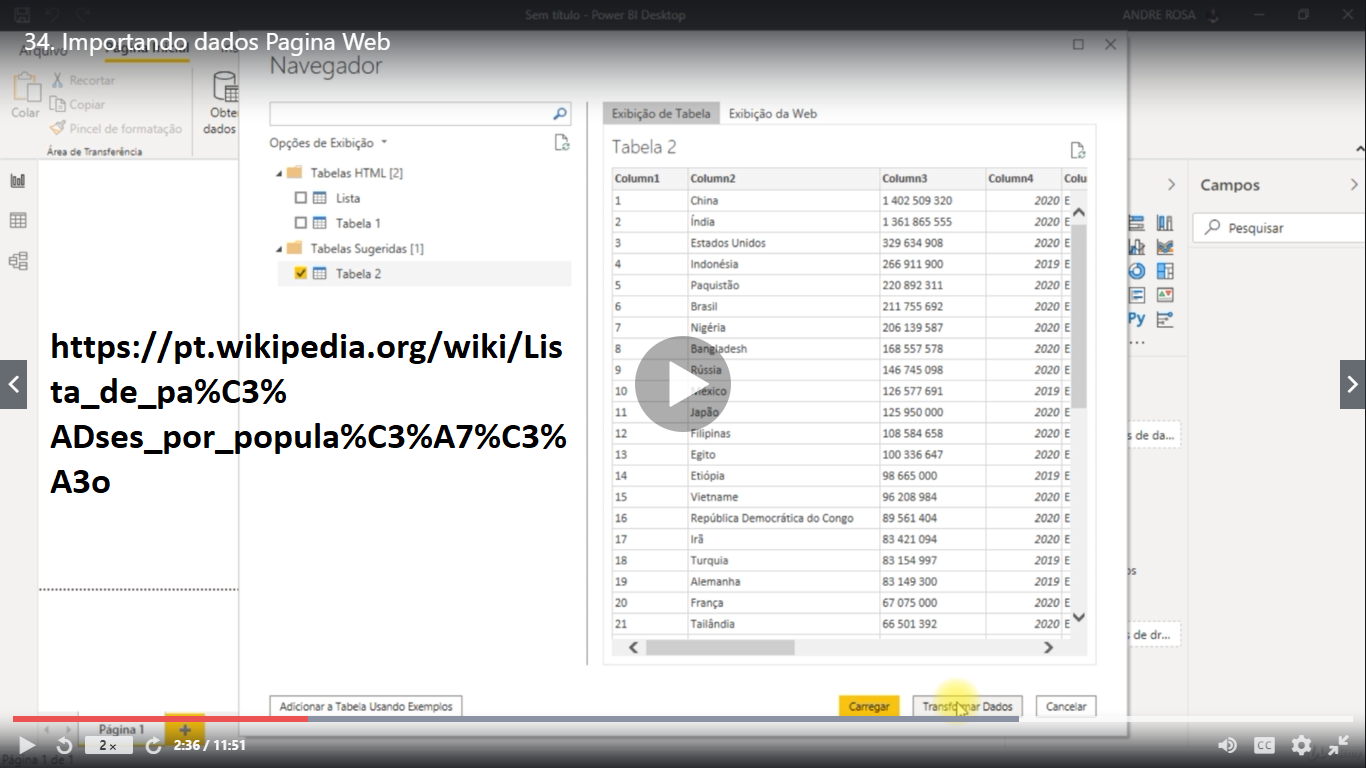 Sem título - Power BI Desktop
ANDRE ROSA
34. Importando dados Pagina Web
Arquivo
Página Inicial
Colar
Recortar
Copiar
Pincel de formatação
Área de Transferência
dados
Navegador
Opções de Exibição
Tabelas HTML [2]
Lista
Tabela 1
Tabelas Sugeridas [1]
Tabela 2
https://pt.wikipedia.org/wiki/Lis
ta_de_pa%C3%
ADses_por_popula%C3%A7%C3%
A3o
Exibição de Tabela Exibição da Web
Tabela 2
Column1 Column2 Column3 Column4 Colu
1 China 1 402 509 320 2020 E
2 Índia 1 361 865 555 2020 E
3 Estados Unidos 329 634 908 2020 E
4 Indonésia 266 911 900 2019 E
5 Paquistão 220 892 311 2020 E
6 Brasil 211 755 692 2020 E
7 Nigéria 206 139 587 2020 E
8 Bangladesh 168 557 578 2020 E
9 Rússia 146 745 098 2020 E
10 México 126 577 691 2019 E
11 Japão 125 950 000 2020 E
12 Filipinas 108 584 658 2020 E
13 Egito 100 336 647 2020 E
14 Etiópia 98 665 000 2019 E
15 Vietname 96 208 984 2020 E
16 República Democrática do Congo 89 561 404 2020 E
17 Irã 83 421 094 2020 E
18 Turquia 83 154 997 2019 E
19 Alemanha 83 149 300 2019 E
20 França 67 075 000 2020 E
21 Tailândia 66 501 392 2020 E
Campos
Pesquisar
Py
s de da...
s de dr...
Adicionar a Tabela Usando Exemplos
Carregar
Transformar Dados
Cancelar
Página 1
2 x
2:36 / 11:51
CC
Página 1 de 1